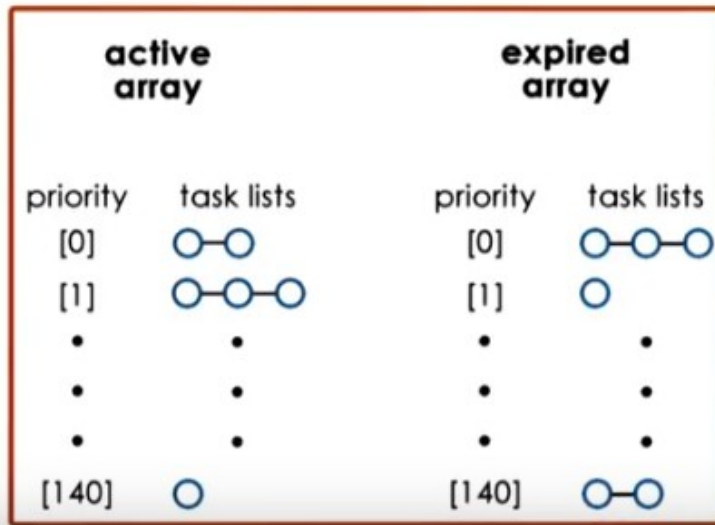 active
array
expired
array
priority task lists
priority task lists
[0]
[0]
[1]
[1]
[140]
[140]